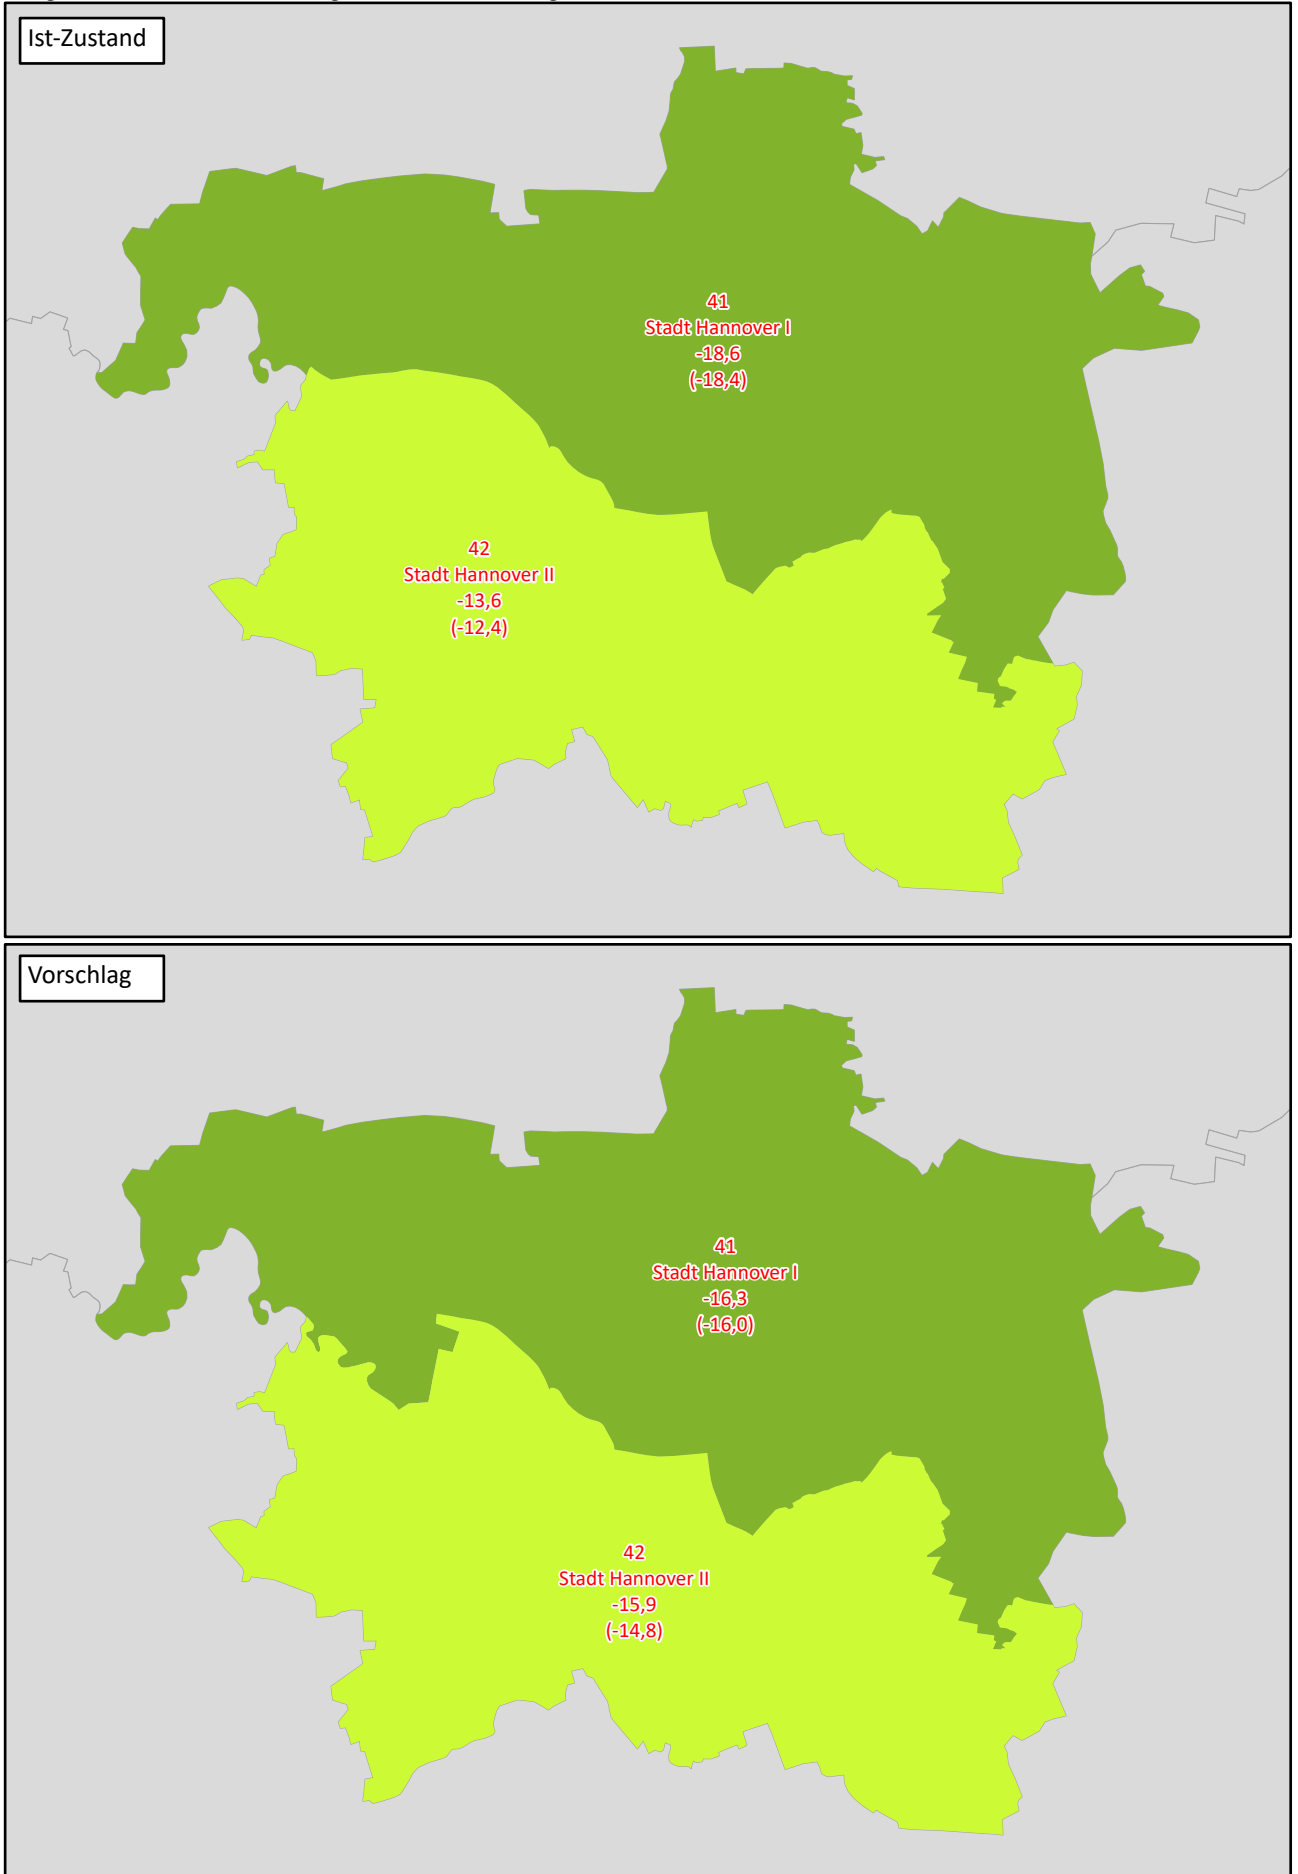 Ist-Zustand
41
Stadt Hannover I
-18,6
(-18,4)
42
Stadt Hannover II
-13,6
(-12,4)
Vorschlag
41
Stadt Hannover I
-16,3
(-16,0)
42
Stadt Hannover II
-15,9
(-14,8)